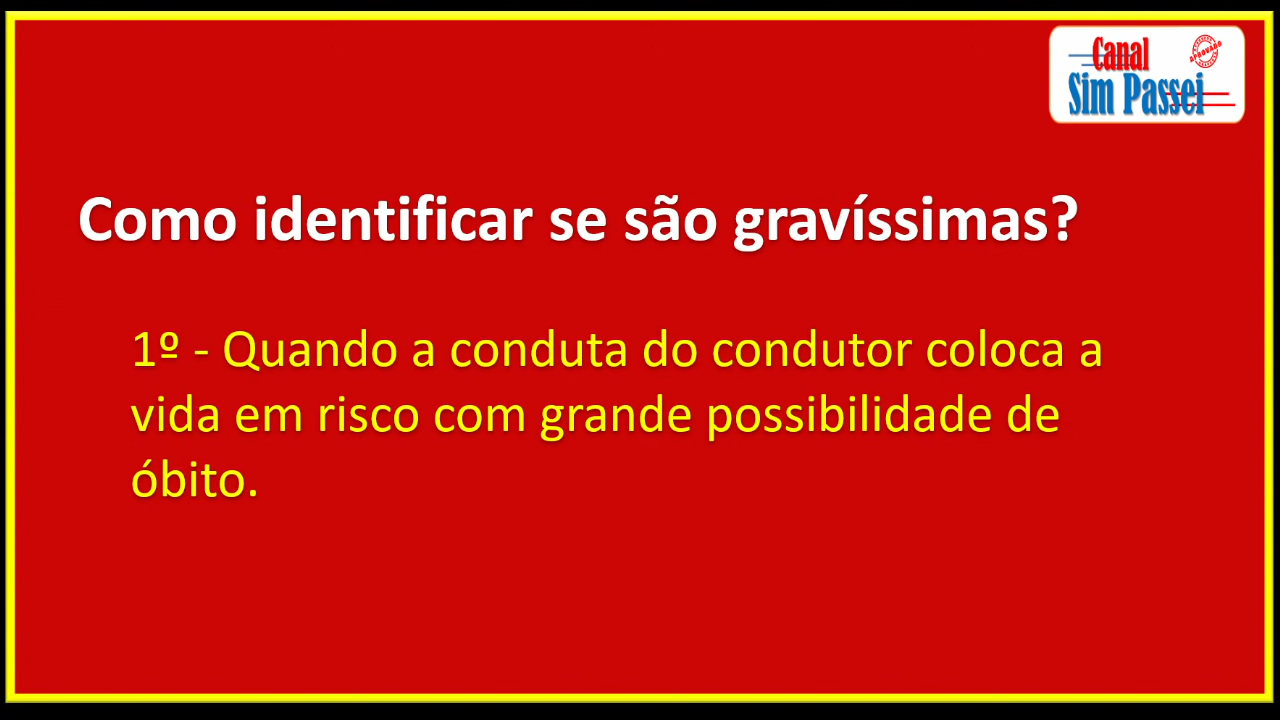 Canal
APROVADO
Sim Passei
Como identificar se são gravíssimas?
1º - Quando a conduta do condutor coloca a
vida em risco com grande possibilidade de
óbito.